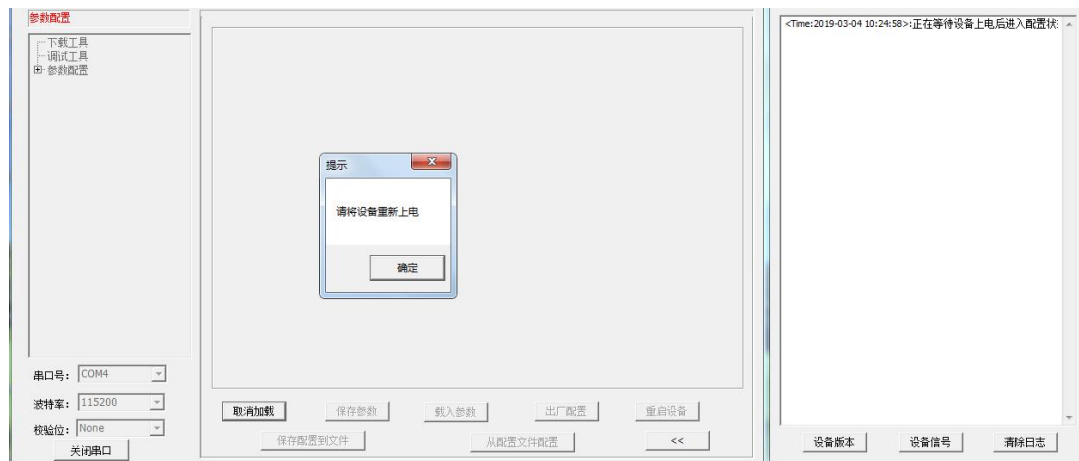 参数配置
下载工具
调试工具
参数配置
串口号: COM4
波特率: 115200
校验位: None
关闭串口
提示
请将设备重新上电
确定
取消加载 保存参数 载入参数 出厂配置 重启设备
保存配置到文件 从配置文件配置 <<
<Time:2019-03-04 10:24:58>:正在等待设备上电后进入配置状
设备版本 设备信号 清除日志